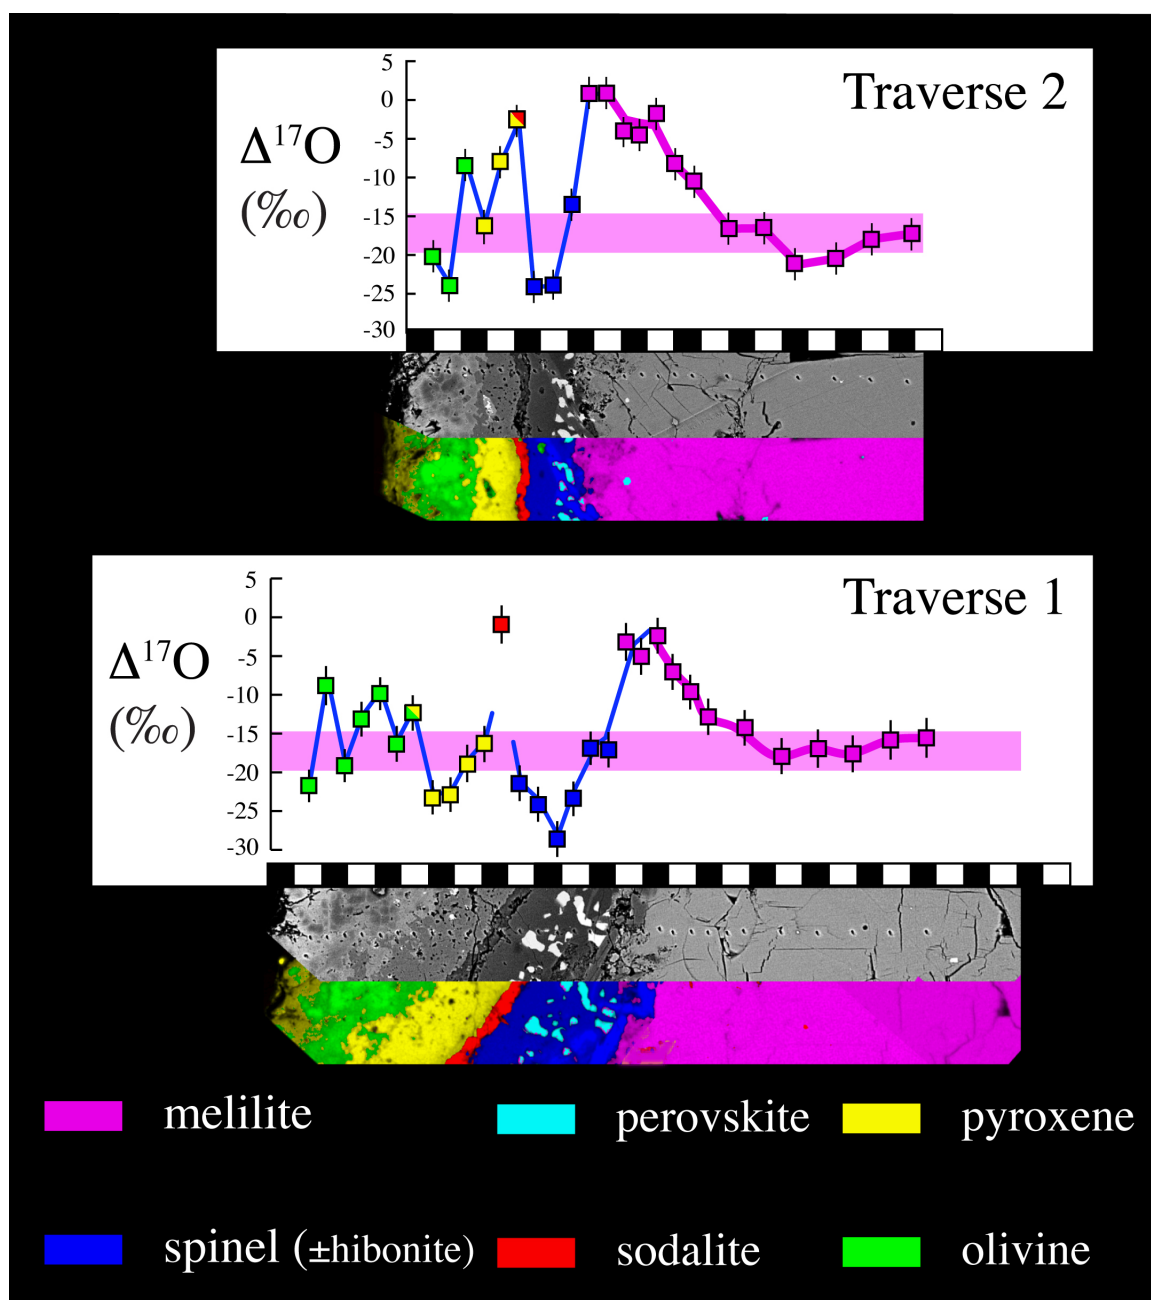 Traverse 2
Δ¹⁷O
(‰)
5
0
-5
-10
-15
-20
-25
-30
Traverse 1
Δ¹⁷O
(‰)
5
0
-5
-10
-15
-20
-25
-30
melilite
perovskite
pyroxene
spinel (±hibonite)
sodalite
olivine